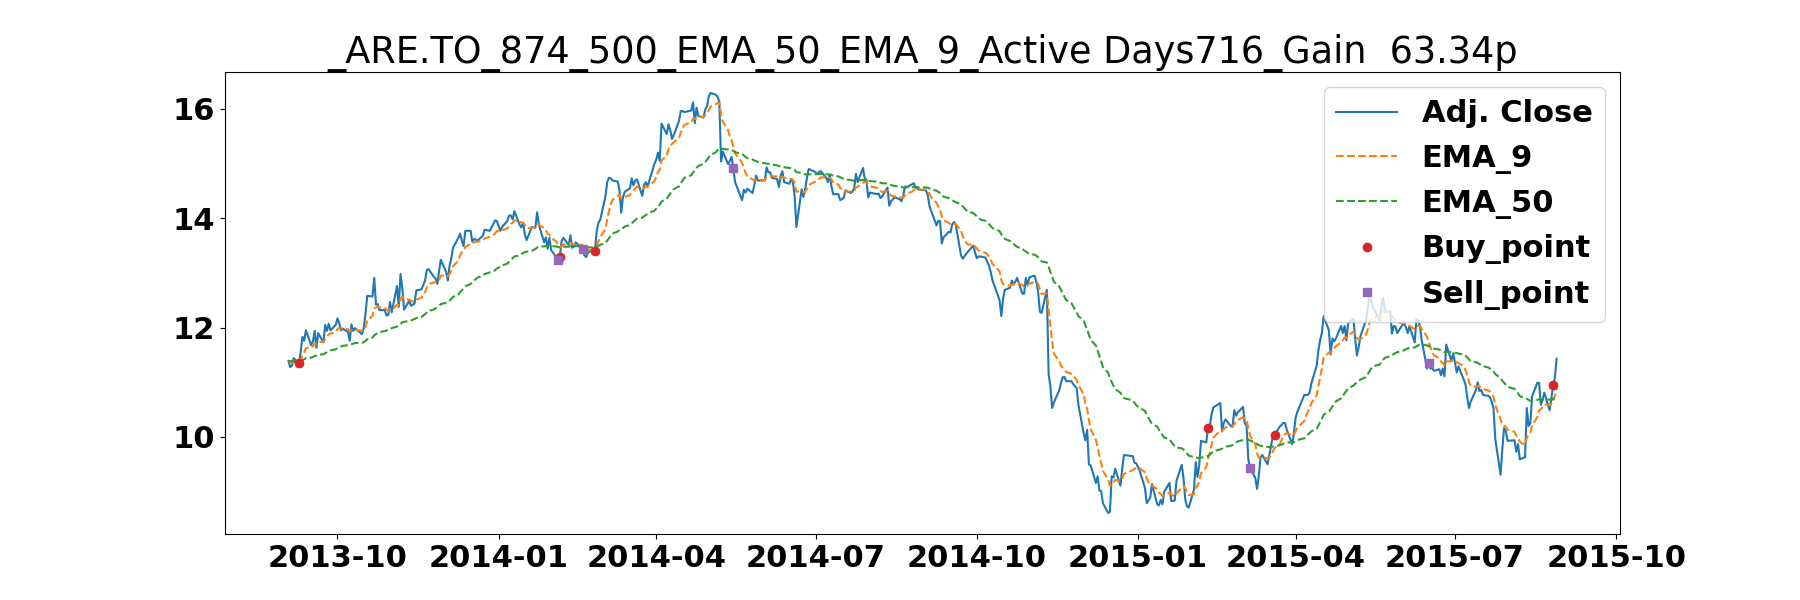 _ARE.TO_874_500_EMA_50_EMA_9_Active Days716_Gain  63.34p
16
14
12
10
Adj. Close
EMA_9
EMA_50
Buy_point
Sell_point
2013-10 2014-01 2014-04 2014-07 2014-10 2015-01 2015-04 2015-07 2015-10